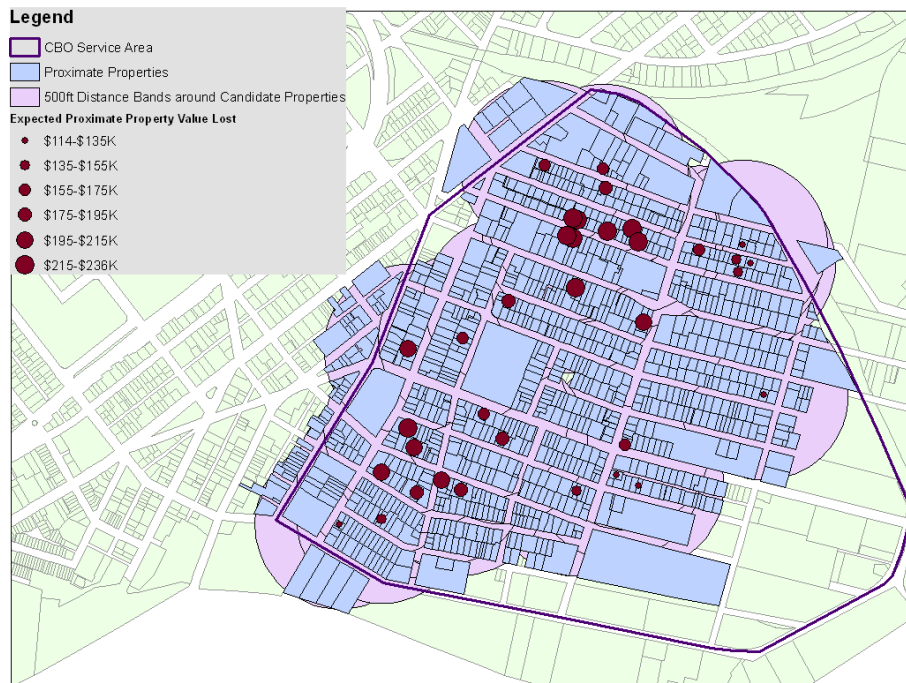 Legend
CBO Service Area
Proximate Properties
500ft Distance Bands around Candidate Properties
Expected Proximate Property Value Lost
$114-$135K
$135-$155K
$155-$175K
$175-$195K
$195-$215K
$215-$236K